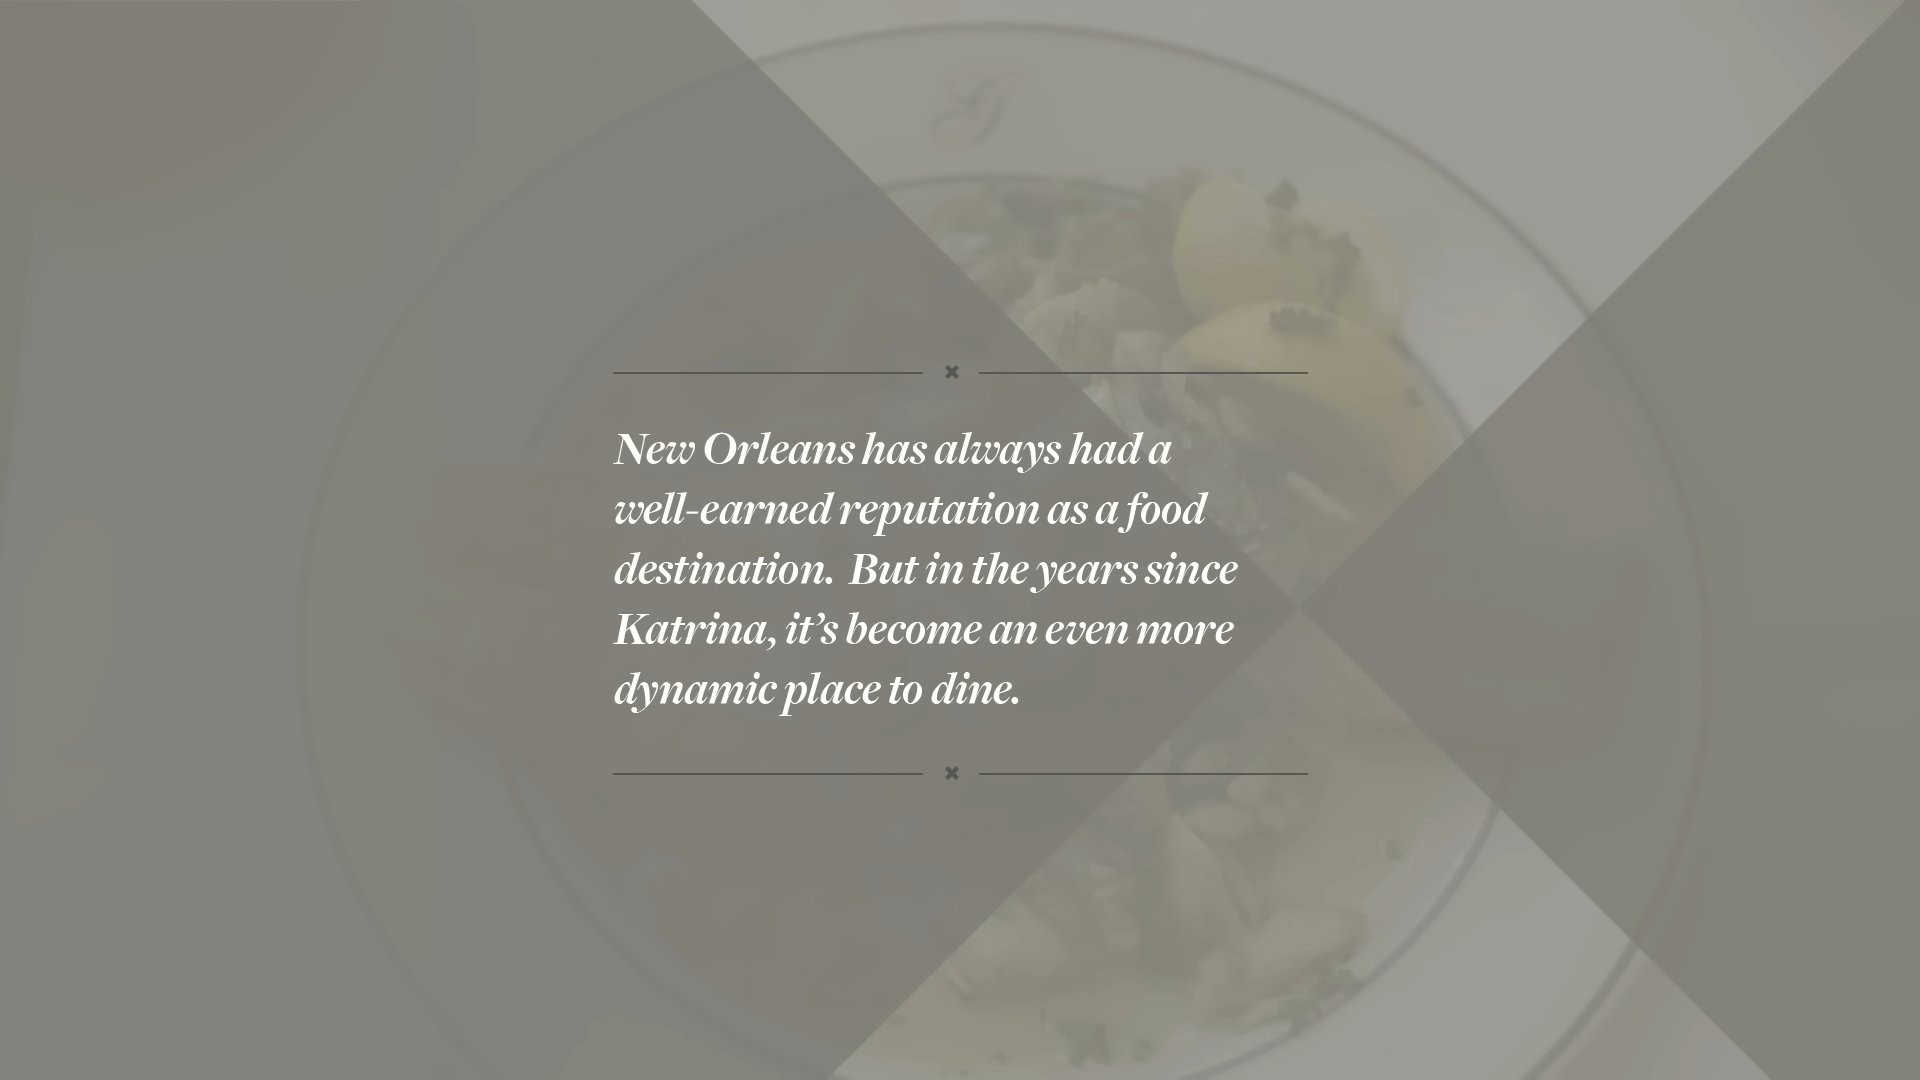 New Orleans has always had a
well-earned reputation as a food
destination.  But in the years since
Katrina, it’s become an even more
dynamic place to dine.